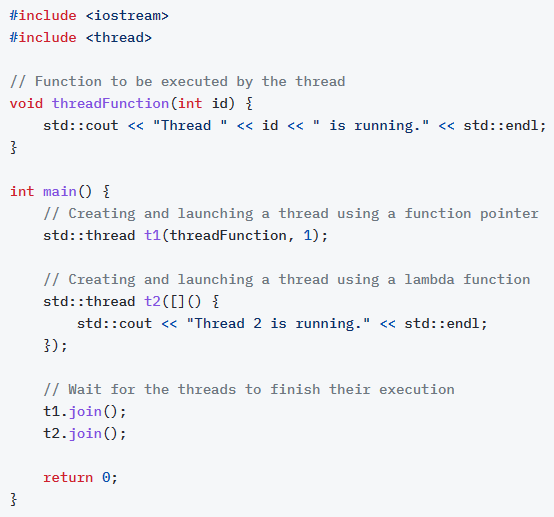 #include <iostream>
#include <thread>

// Function to be executed by the thread
void threadFunction(int id) {
    std::cout << "Thread " << id << " is running." << std::endl;
}

int main() {
    // Creating and launching a thread using a function pointer
    std::thread t1(threadFunction, 1);

    // Creating and launching a thread using a lambda function
    std::thread t2([]() {
        std::cout << "Thread 2 is running." << std::endl;
    });

    // Wait for the threads to finish their execution
    t1.join();
    t2.join();

    return 0;
}